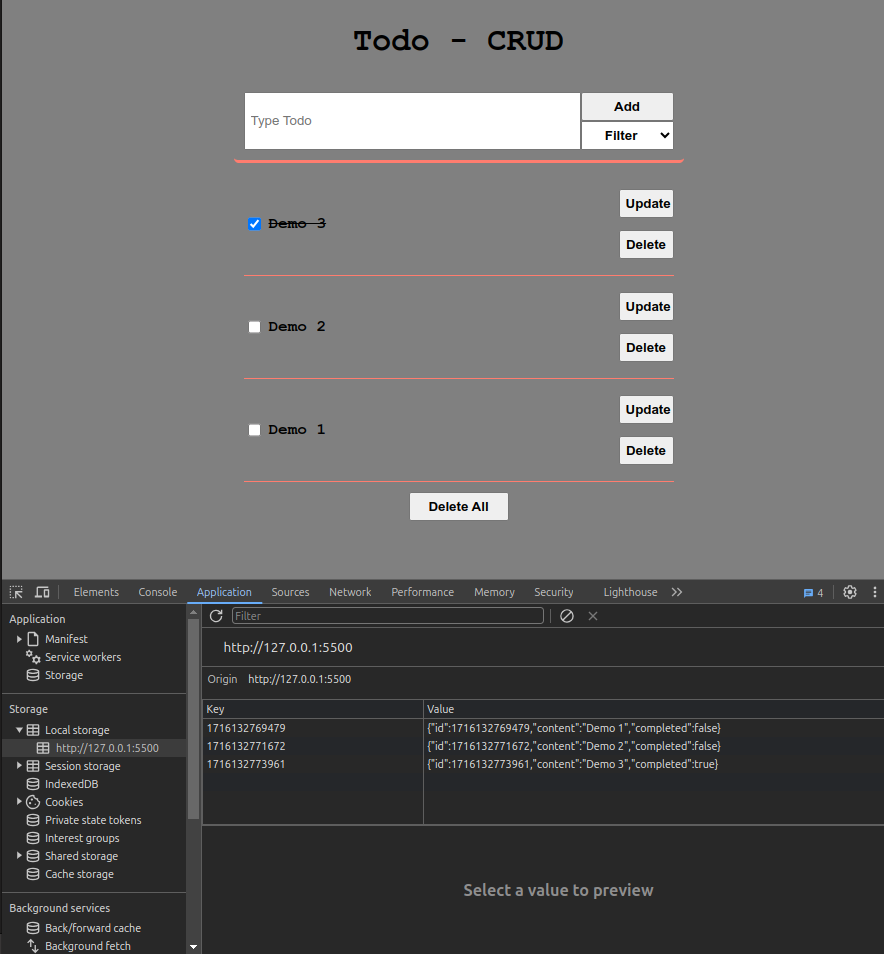 Todo - CRUD
Type Todo
Add
Filter
Demo 3
Update
Delete
Demo 2
Update
Delete
Demo 1
Update
Delete
Delete All
Elements Console Application Sources Network Performance Memory Security Lighthouse 4
Application
Manifest
Service workers
Storage
Storage
Local storage
http://127.0.0.1:5500
Session storage
IndexedDB
Cookies
Private state tokens
Interest groups
Shared storage
Cache storage
Background services
Back/forward cache
Background fetch
Filter
http://127.0.0.1:5500
Origin http://127.0.0.1:5500
Key Value
1716132769479 {"id":1716132769479,"content":"Demo 1","completed":false}
1716132771672 {"id":1716132771672,"content":"Demo 2","completed":false}
1716132773961 {"id":1716132773961,"content":"Demo 3","completed":true}
Select a value to preview